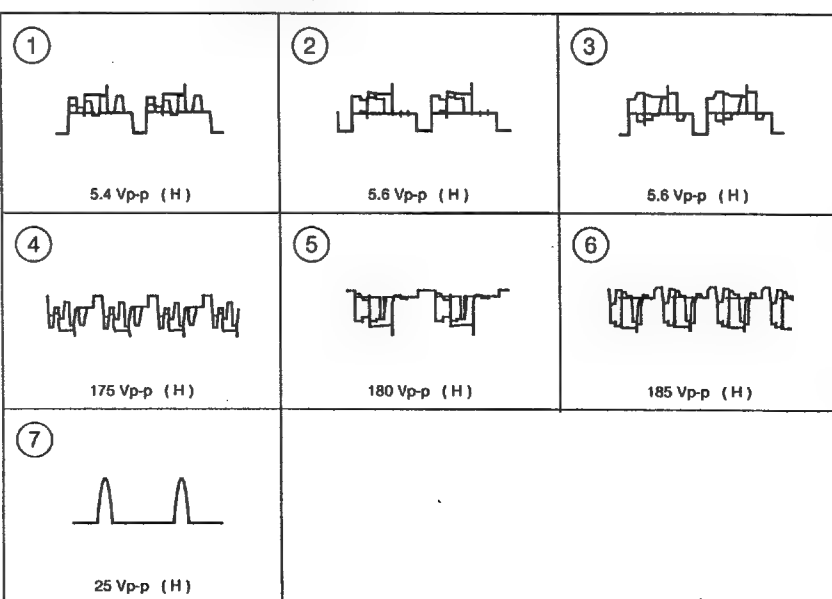 1
2
3
5.4 Vp-p (H)
5.6 Vp-p (H)
5.6 Vp-p (H)
4
5
6
175 Vp-p (H)
180 Vp-p (H)
185 Vp-p (H)
7
25 Vp-p (H)